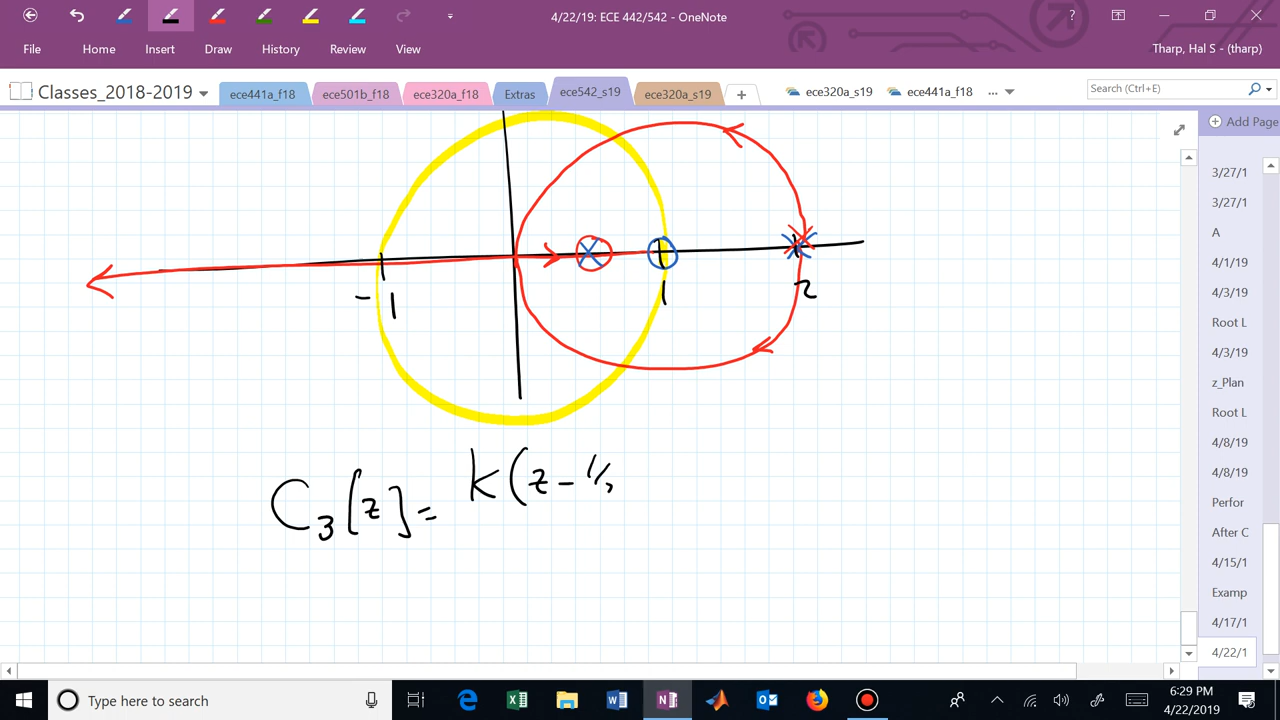 4/22/19: ECE 442/542 - OneNote
?
File Home Insert Draw History Review View
Tharp, Hal S - (tharp)
Classes_2018-2019
ece441a_f18 ece501b_f18 ece320a_f18 Extras ece542_s19 ece320a_s19 +
ece320a_s19 ece441a_f18 ...
Search (Ctrl+E)
Add Page
3/27/1
3/27/1
A
4/1/19
4/3/19
Root L
4/3/19
z_Plan
Root L
4/8/19
4/8/19
Perfor
After C
4/15/1
Examp
4/17/1
4/22/1
-1 1 2
C3[z] = K(z - 1/
Type here to search
6:29 PM
4/22/2019